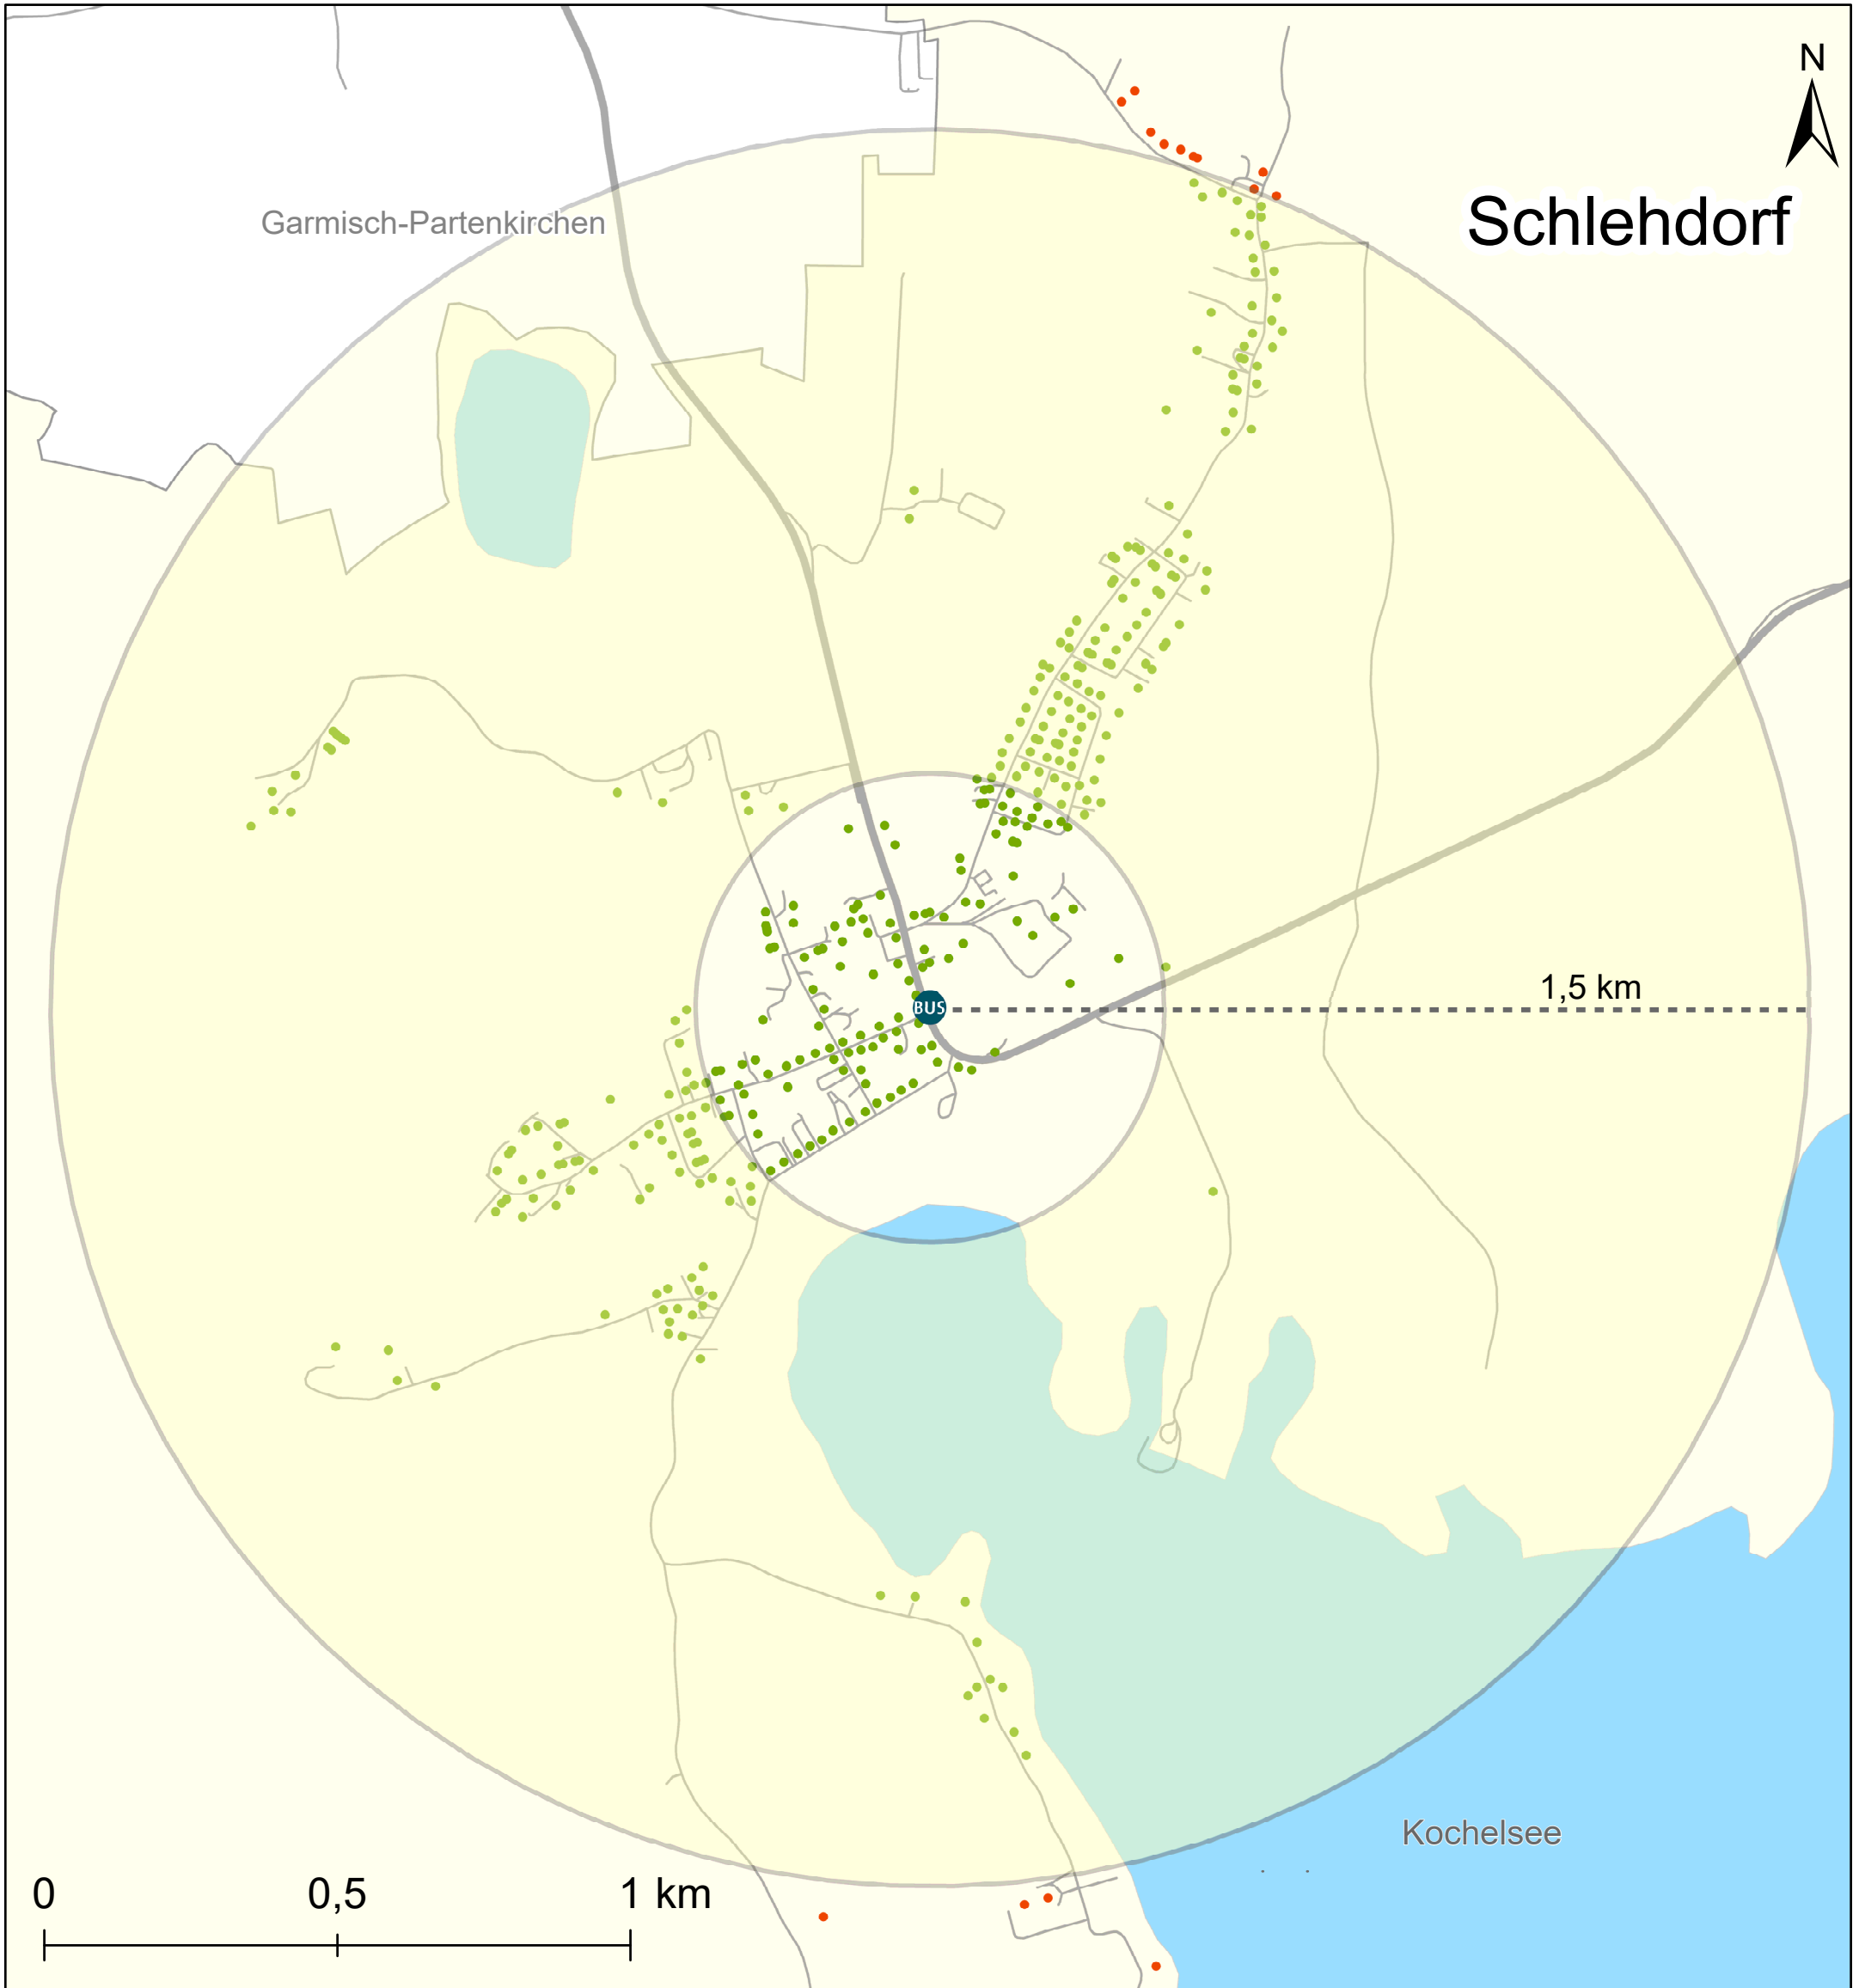 N
Garmisch-Partenkirchen
Schlehdorf
1,5 km
BUS
Kochelsee
0 0,5 1 km